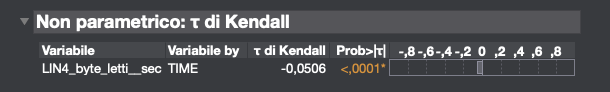 Non parametrico: τ di Kendall
Variabile Variabile by τ di Kendall Prob>|τ| -,8 -,6 -,4 -,2 0 ,2 ,4 ,6 ,8
LIN4_byte_letti__sec TIME -0,0506 <,0001*